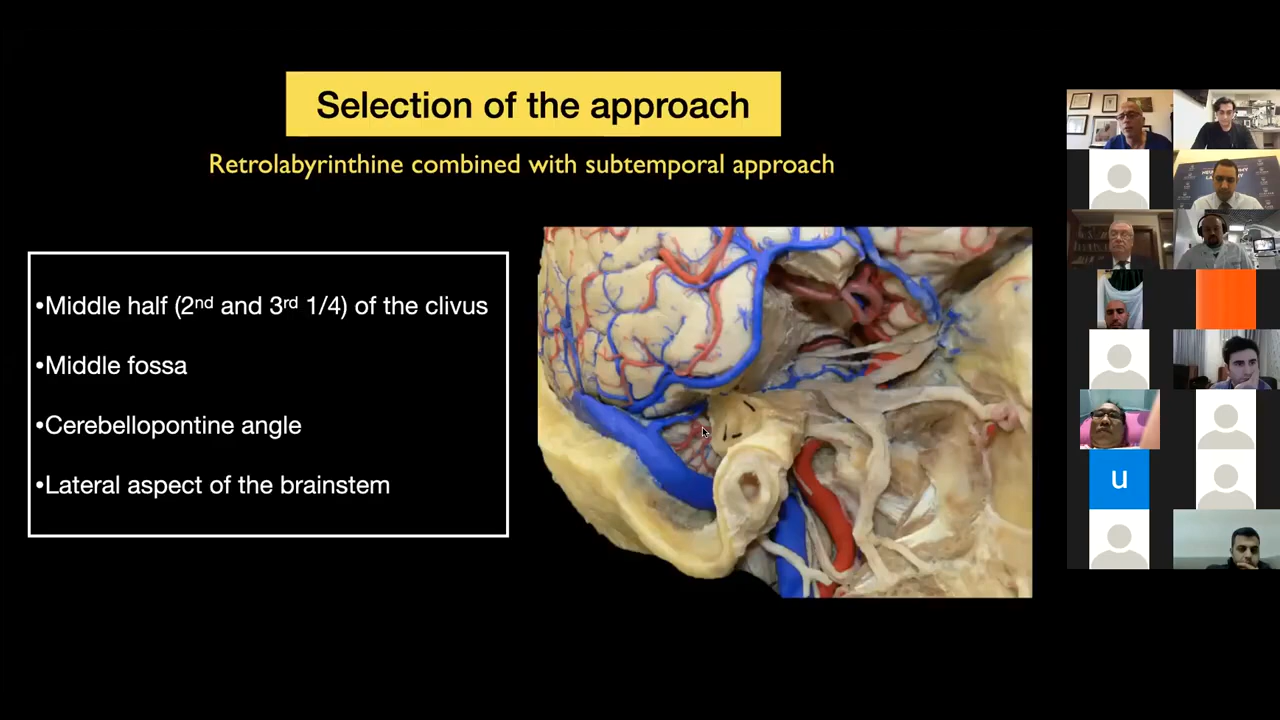 Selection of the approach
Retrolabyrinthine combined with subtemporal approach
•Middle half (2nd and 3rd 1/4) of the clivus
•Middle fossa
•Cerebellopontine angle
•Lateral aspect of the brainstem
u